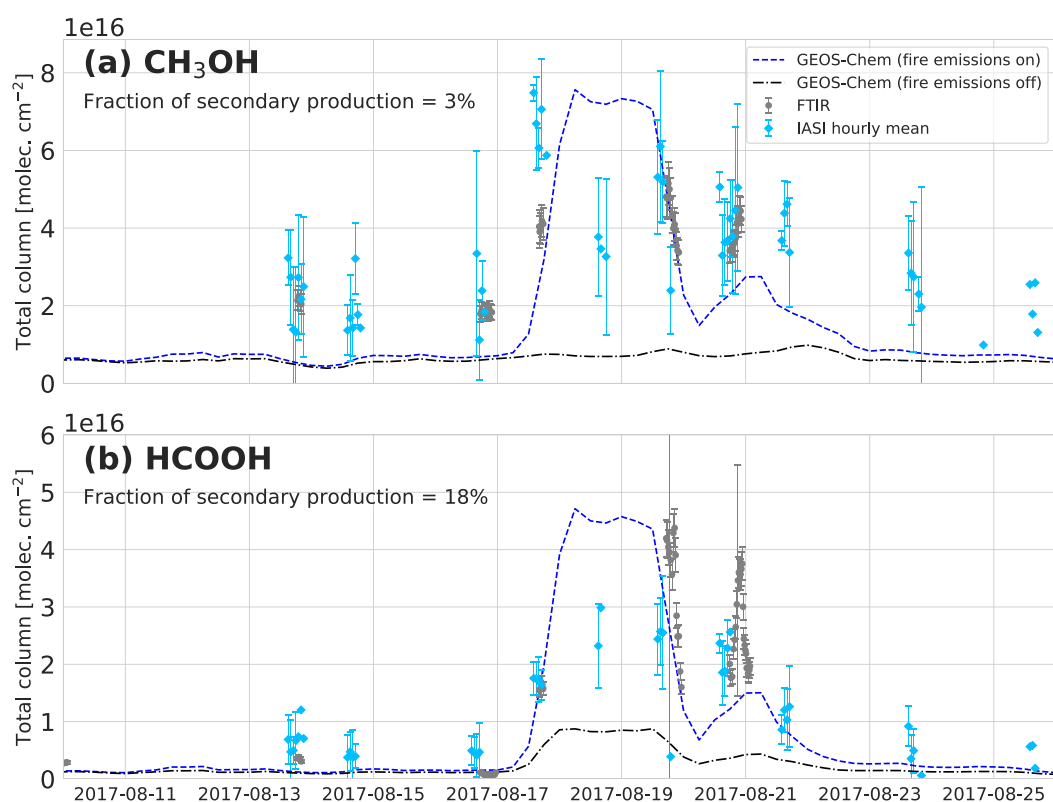 1e16
(a) CH₃OH
Fraction of secondary production = 3%
GEOS-Chem (fire emissions on)
GEOS-Chem (fire emissions off)
FTIR
IASI hourly mean
Total column [molec. cm⁻²]
8
6
4
2
0
1e16
(b) HCOOH
Fraction of secondary production = 18%
Total column [molec. cm⁻²]
6
5
4
3
2
1
0
2017-08-11 2017-08-13 2017-08-15 2017-08-17 2017-08-19 2017-08-21 2017-08-23 2017-08-25